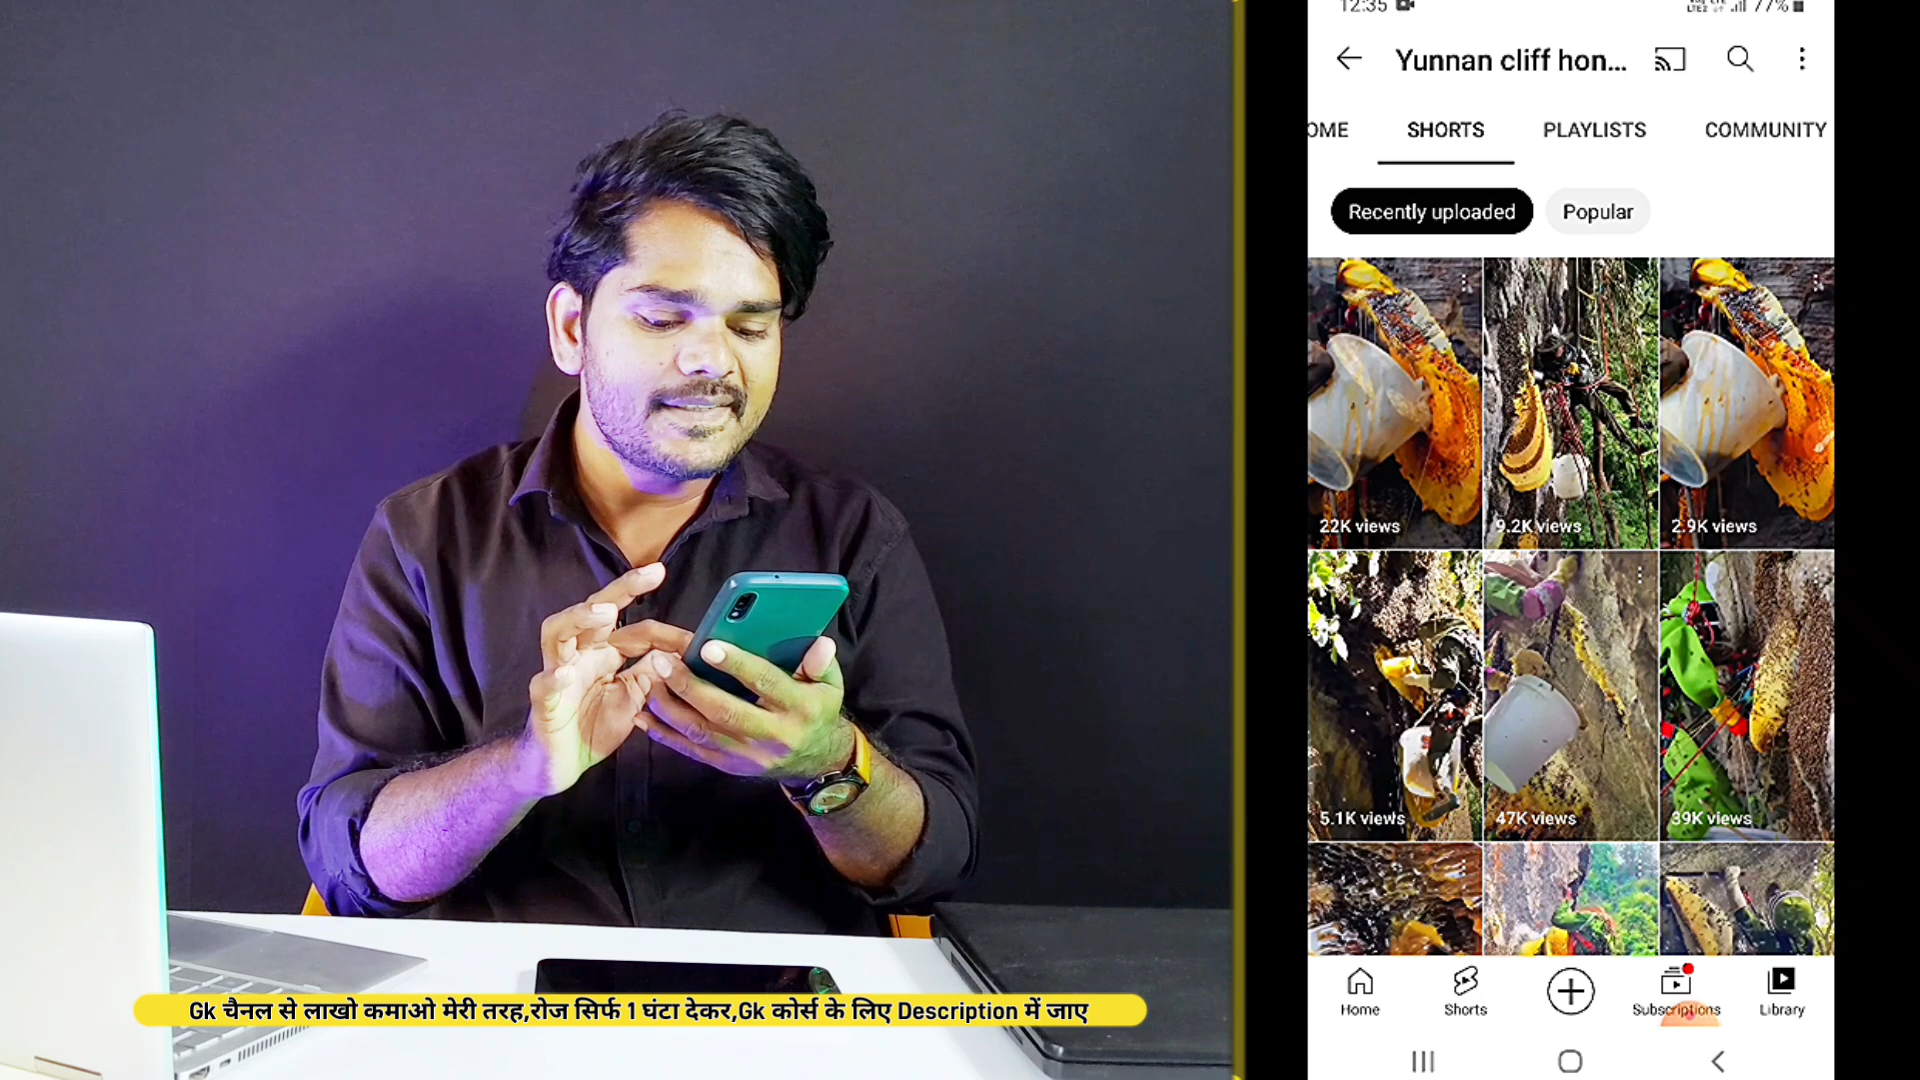 12:35
77%
Yunnan cliff hon...
OME SHORTS PLAYLISTS COMMUNITY
Recently uploaded Popular
22K views 9.2K views 2.9K views
5.1K views 47K views 39K views
Home Shorts Subscriptions Library
Gk चैनल से लाखो कमाओ मेरी तरह,रोज सिर्फ 1 घंटा देकर,Gk कोर्स के लिए Description में जाए